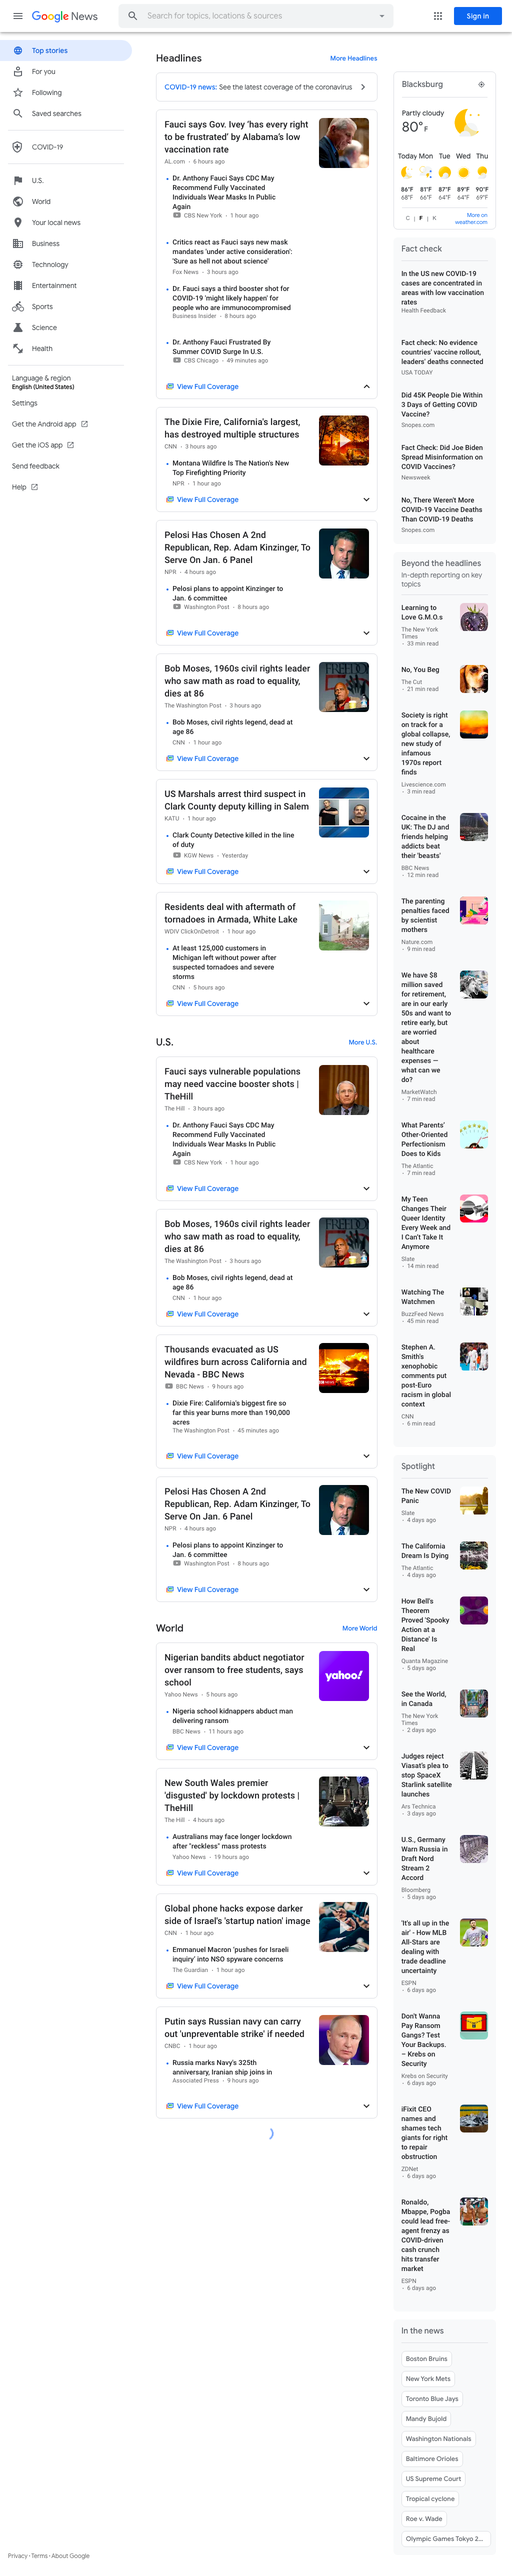 Google News
Search for topics, locations & sources
Sign in
Top stories
For you
Following
Saved searches
COVID-19
U.S.
World
Your local news
Business
Technology
Entertainment
Sports
Science
Health
Language & region
English (United States)
Settings
Get the Android app
Get the iOS app
Send feedback
Help
Headlines
More Headlines
COVID-19 news: See the latest coverage of the coronavirus
Fauci says Gov. Ivey 'has every right
to be frustrated' by Alabama's low
vaccination rate
AL.com · 6 hours ago
Dr. Anthony Fauci Says CDC May
Recommend Fully Vaccinated
Individuals Wear Masks In Public
Again
CBS New York · 1 hour ago
Critics react as Fauci says new mask
mandates 'under active consideration':
'Sure as hell not about science'
Fox News · 3 hours ago
Dr. Fauci says a third booster shot for
COVID-19 'might likely happen' for
people who are immunocompromised
Business Insider · 8 hours ago
Dr. Anthony Fauci Frustrated By
Summer COVID Surge In U.S.
CBS Chicago · 49 minutes ago
View Full Coverage
The Dixie Fire, California's largest,
has destroyed multiple structures
CNN · 3 hours ago
Montana Wildfire Is The Nation's New
Top Firefighting Priority
NPR · 1 hour ago
View Full Coverage
Pelosi Has Chosen A 2nd
Republican, Rep. Adam Kinzinger, To
Serve On Jan. 6 Panel
NPR · 4 hours ago
Pelosi plans to appoint Kinzinger to
Jan. 6 committee
Washington Post · 8 hours ago
View Full Coverage
Bob Moses, 1960s civil rights leader
who saw math as road to equality,
dies at 86
The Washington Post · 3 hours ago
Bob Moses, civil rights legend, dead at
age 86
CNN · 1 hour ago
View Full Coverage
US Marshals arrest third suspect in
Clark County deputy killing in Salem
KATU · 1 hour ago
Clark County Detective killed in the line
of duty
KGW News · Yesterday
View Full Coverage
Residents deal with aftermath of
tornadoes in Armada, White Lake
WDIV ClickOnDetroit · 1 hour ago
At least 125,000 customers in
Michigan left without power after
suspected tornadoes and severe
storms
CNN · 5 hours ago
View Full Coverage
U.S.
More U.S.
Fauci says vulnerable populations
may need vaccine booster shots |
TheHill
The Hill · 3 hours ago
Dr. Anthony Fauci Says CDC May
Recommend Fully Vaccinated
Individuals Wear Masks In Public
Again
CBS New York · 1 hour ago
View Full Coverage
Bob Moses, 1960s civil rights leader
who saw math as road to equality,
dies at 86
The Washington Post · 3 hours ago
Bob Moses, civil rights legend, dead at
age 86
CNN · 1 hour ago
View Full Coverage
Thousands evacuated as US
wildfires burn across California and
Nevada - BBC News
BBC News · 9 hours ago
Dixie Fire: California's biggest fire so
far this year burns more than 190,000
acres
The Washington Post · 45 minutes ago
View Full Coverage
Pelosi Has Chosen A 2nd
Republican, Rep. Adam Kinzinger, To
Serve On Jan. 6 Panel
NPR · 4 hours ago
Pelosi plans to appoint Kinzinger to
Jan. 6 committee
Washington Post · 8 hours ago
View Full Coverage
World
More World
Nigerian bandits abduct negotiator
over ransom to free students, says
school
Yahoo News · 5 hours ago
yahoo!
Nigeria school kidnappers abduct man
delivering ransom
BBC News · 11 hours ago
View Full Coverage
New South Wales premier
'disgusted' by lockdown protests |
TheHill
The Hill · 4 hours ago
Australians may face longer lockdown
after "reckless" mass protests
Yahoo News · 19 hours ago
View Full Coverage
Global phone hacks expose darker
side of Israel's 'startup nation' image
CNN · 1 hour ago
Emmanuel Macron 'pushes for Israeli
inquiry' into NSO spyware concerns
The Guardian · 1 hour ago
View Full Coverage
Putin says Russian navy can carry
out 'unpreventable strike' if needed
CNBC · 1 hour ago
Russia marks Navy's 325th
anniversary, Iranian ship joins in
Associated Press · 9 hours ago
View Full Coverage
Blacksburg
Partly cloudy
80° F
Today Mon Tue Wed Thu
86°F 81°F 87°F 89°F 90°F
68°F 66°F 64°F 64°F 69°F
C | F | K
More on
weather.com
Fact check
In the US new COVID-19
cases are concentrated in
areas with low vaccination
rates
Health Feedback
Fact check: No evidence
countries' vaccine rollout,
leaders' deaths connected
USA TODAY
Did 45K People Die Within
3 Days of Getting COVID
Vaccine?
Snopes.com
Fact Check: Did Joe Biden
Spread Misinformation on
COVID Vaccines?
Newsweek
No, There Weren't More
COVID-19 Vaccine Deaths
Than COVID-19 Deaths
Snopes.com
Beyond the headlines
In-depth reporting on key
topics
Learning to
Love G.M.O.s
The New York
Times
· 33 min read
No, You Beg
The Cut
· 21 min read
Society is right
on track for a
global collapse,
new study of
infamous
1970s report
finds
Livescience.com
· 3 min read
Cocaine in the
UK: The DJ and
friends helping
addicts beat
their 'beasts'
BBC News
· 12 min read
The parenting
penalties faced
by scientist
mothers
Nature.com
· 9 min read
We have $8
million saved
for retirement,
are in our early
50s and want to
retire early, but
are worried
about
healthcare
expenses —
what can we
do?
MarketWatch
· 7 min read
What Parents'
Other-Oriented
Perfectionism
Does to Kids
The Atlantic
· 7 min read
My Teen
Changes Their
Queer Identity
Every Week and
I Can't Take It
Anymore
Slate
· 14 min read
Watching The
Watchmen
BuzzFeed News
· 45 min read
Stephen A.
Smith's
xenophobic
comments put
post-Euro
racism in global
context
CNN
· 6 min read
Spotlight
The New COVID
Panic
Slate
· 4 days ago
The California
Dream Is Dying
The Atlantic
· 4 days ago
How Bell's
Theorem
Proved 'Spooky
Action at a
Distance' Is
Real
Quanta Magazine
· 5 days ago
See the World,
in Canada
The New York
Times
· 2 days ago
Judges reject
Viasat's plea to
stop SpaceX
Starlink satellite
launches
Ars Technica
· 3 days ago
U.S., Germany
Warn Russia in
Draft Nord
Stream 2
Accord
Bloomberg
· 5 days ago
'It's all up in the
air' - How MLB
All-Stars are
dealing with
trade deadline
uncertainty
ESPN
· 6 days ago
Don't Wanna
Pay Ransom
Gangs? Test
Your Backups.
– Krebs on
Security
Krebs on Security
· 6 days ago
iFixit CEO
names and
shames tech
giants for right
to repair
obstruction
ZDNet
· 6 days ago
Ronaldo,
Mbappe, Pogba
could lead free-
agent frenzy as
COVID-driven
cash crunch
hits transfer
market
ESPN
· 6 days ago
In the news
Boston Bruins
New York Mets
Toronto Blue Jays
Mandy Bujold
Washington Nationals
Baltimore Orioles
US Supreme Court
Tropical cyclone
Roe v. Wade
Olympic Games Tokyo 2...
Privacy · Terms · About Google